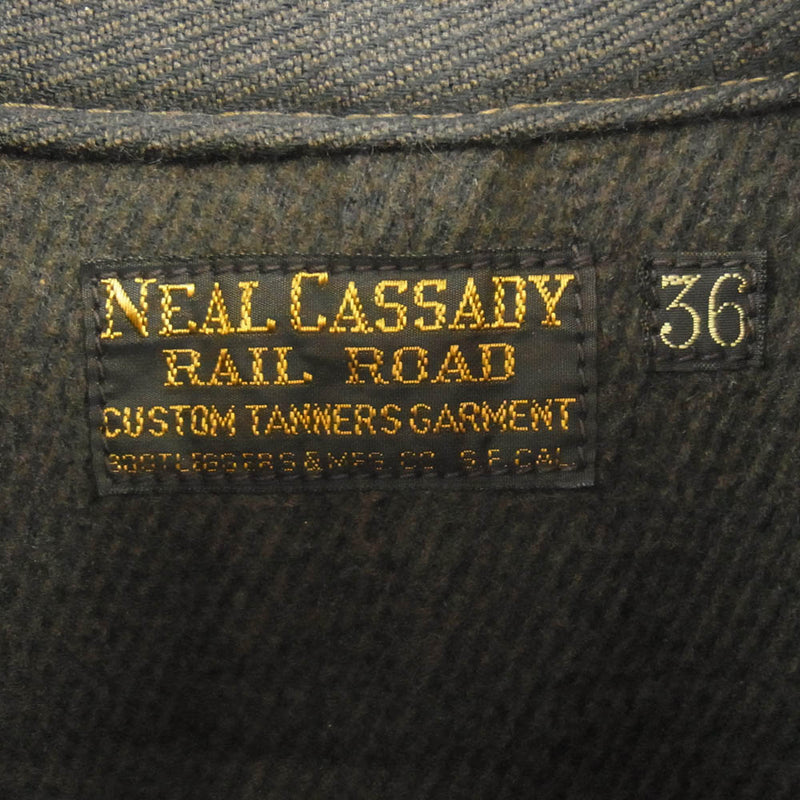 NEAL CASSADY
RAIL ROAD
CUSTOM TANNERS GARMENT
BOOTLEGGERS & MFG. CO. S.F. CAL
36